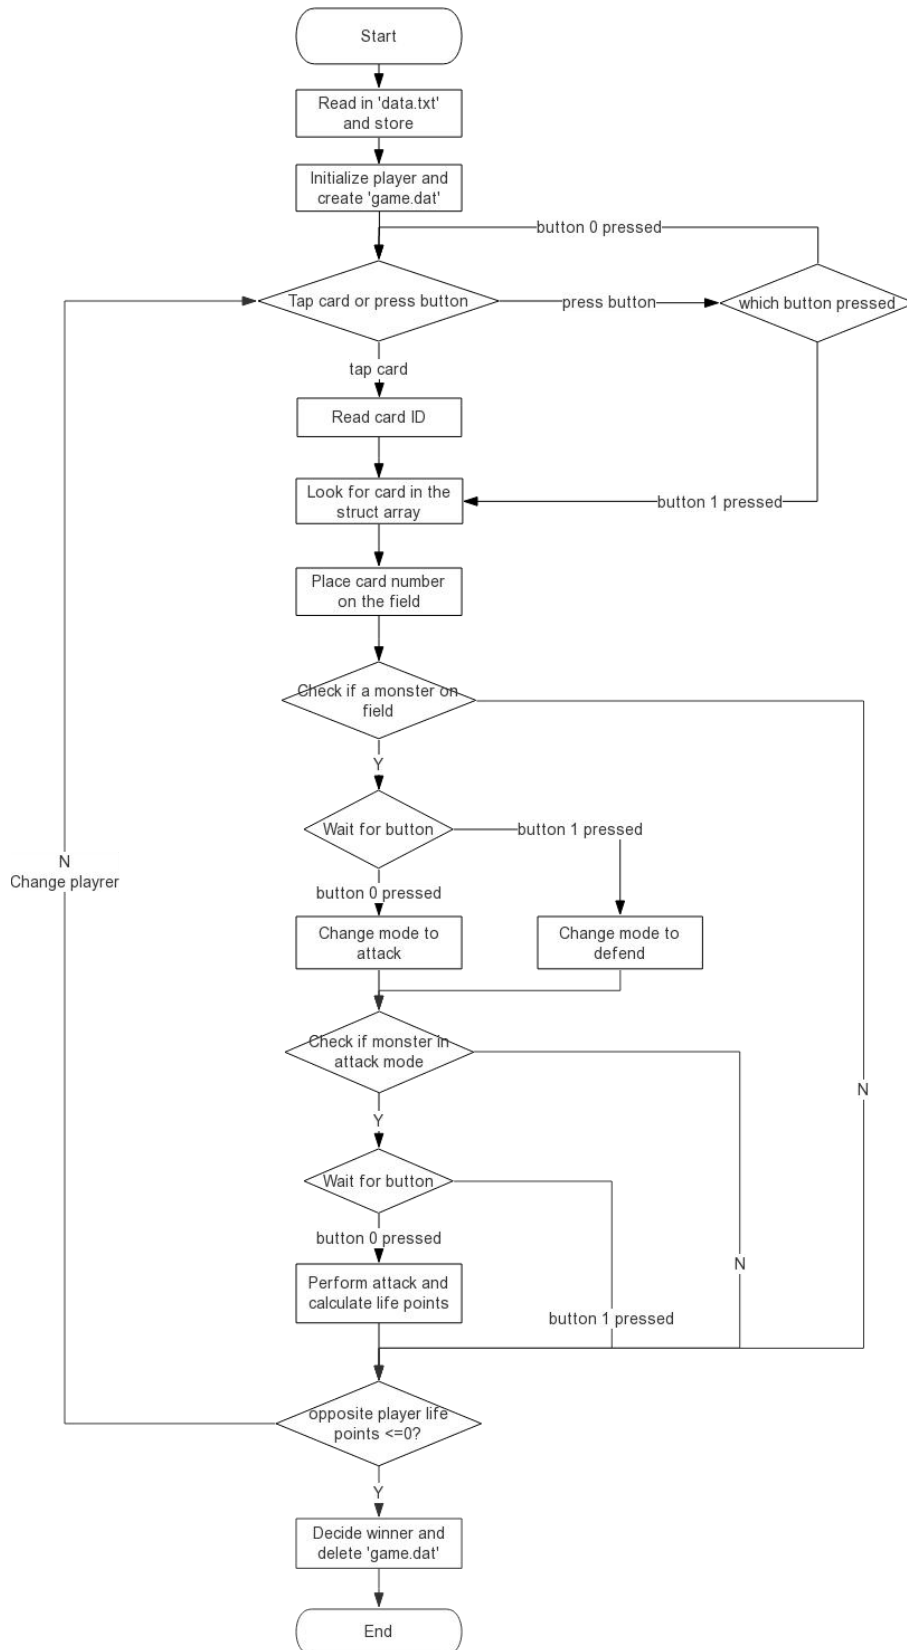 Start
Read in 'data.txt'
and store
Initialize player and
create 'game.dat'
button 0 pressed
Tap card or press button
press button
which button pressed
tap card
Read card ID
Look for card in the
struct array
button 1 pressed
Place card number
on the field
Check if a monster on
field
Y
Wait for button
button 1 pressed
N
Change playrer
button 0 pressed
Change mode to
attack
Change mode to
defend
Check if monster in
attack mode
N
Y
Wait for button
button 0 pressed
N
Perform attack and
calculate life points
button 1 pressed
opposite player life
points <=0?
Y
Decide winner and
delete 'game.dat'
End